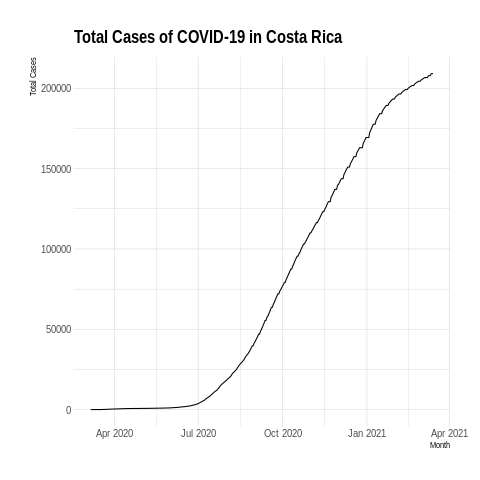 Total Cases of COVID-19 in Costa Rica
Total Cases
200000
150000
100000
50000
0
Apr 2020
Jul 2020
Oct 2020
Jan 2021
Apr 2021
Month